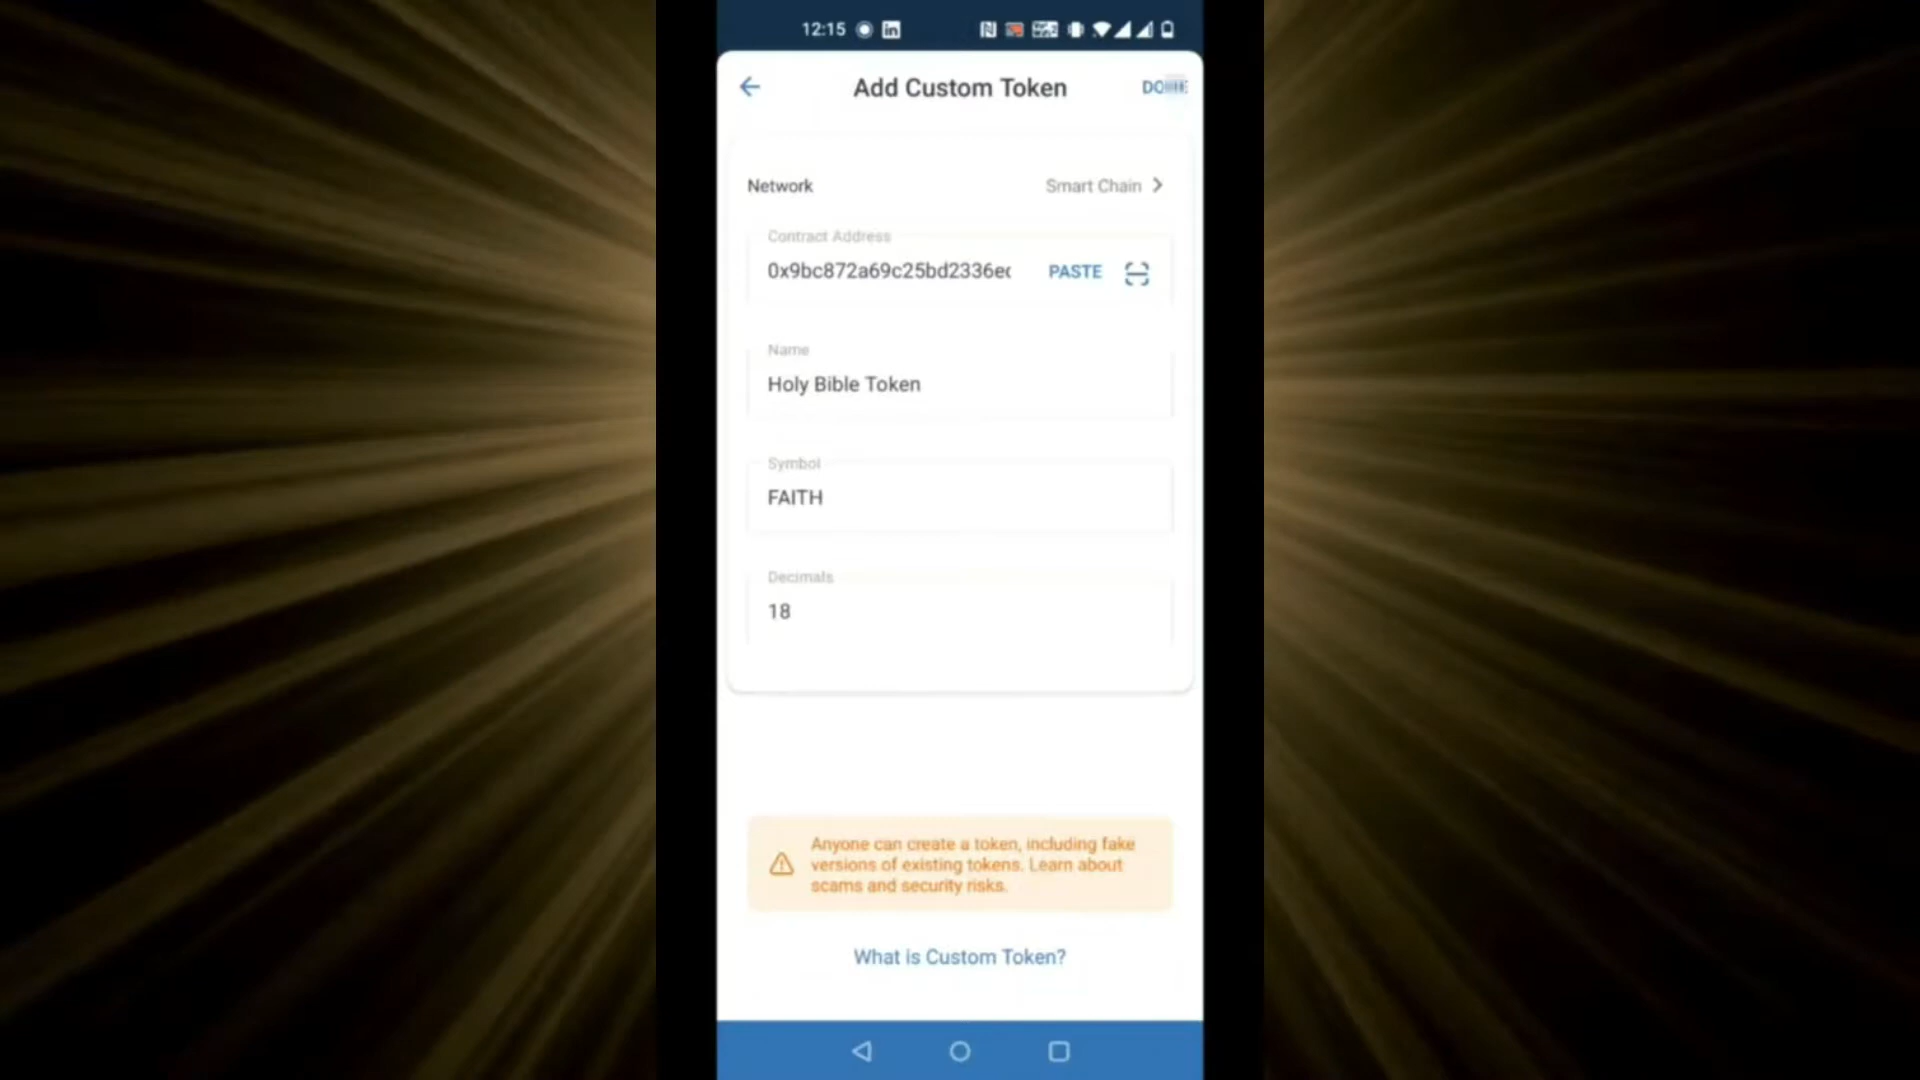 12:15
Add Custom Token
Network
Smart Chain
Contract Address
0x9bc872a69c25bd2336e
PASTE
Name
Holy Bible Token
Symbol
FAITH
Decimals
18
Anyone can create a token, including fake
versions of existing tokens. Learn about
scams and security risks.
What is Custom Token?